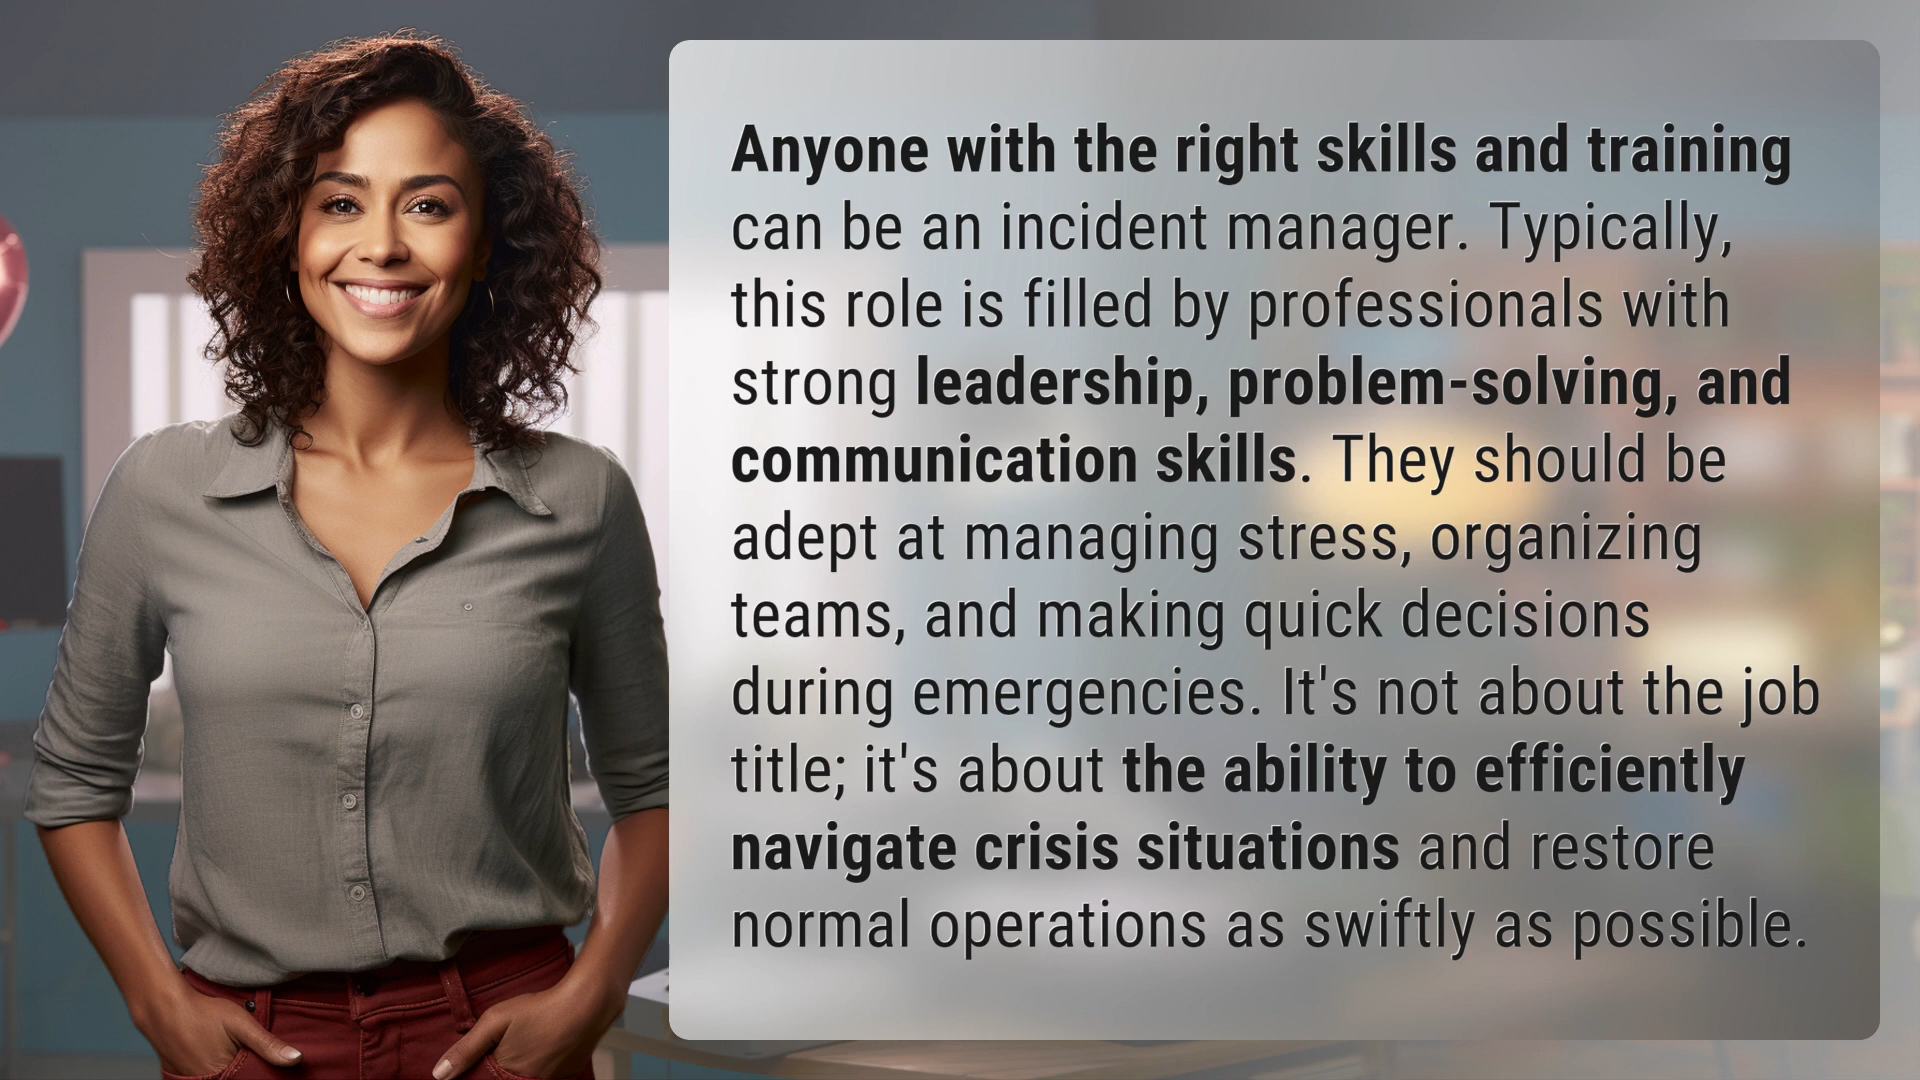 Anyone with the right skills and training
can be an incident manager. Typically,
this role is filled by professionals with
strong leadership, problem-solving, and
communication skills. They should be
adept at managing stress, organizing
teams, and making quick decisions
during emergencies. It's not about the job
title; it's about the ability to efficiently
navigate crisis situations and restore
normal operations as swiftly as possible.